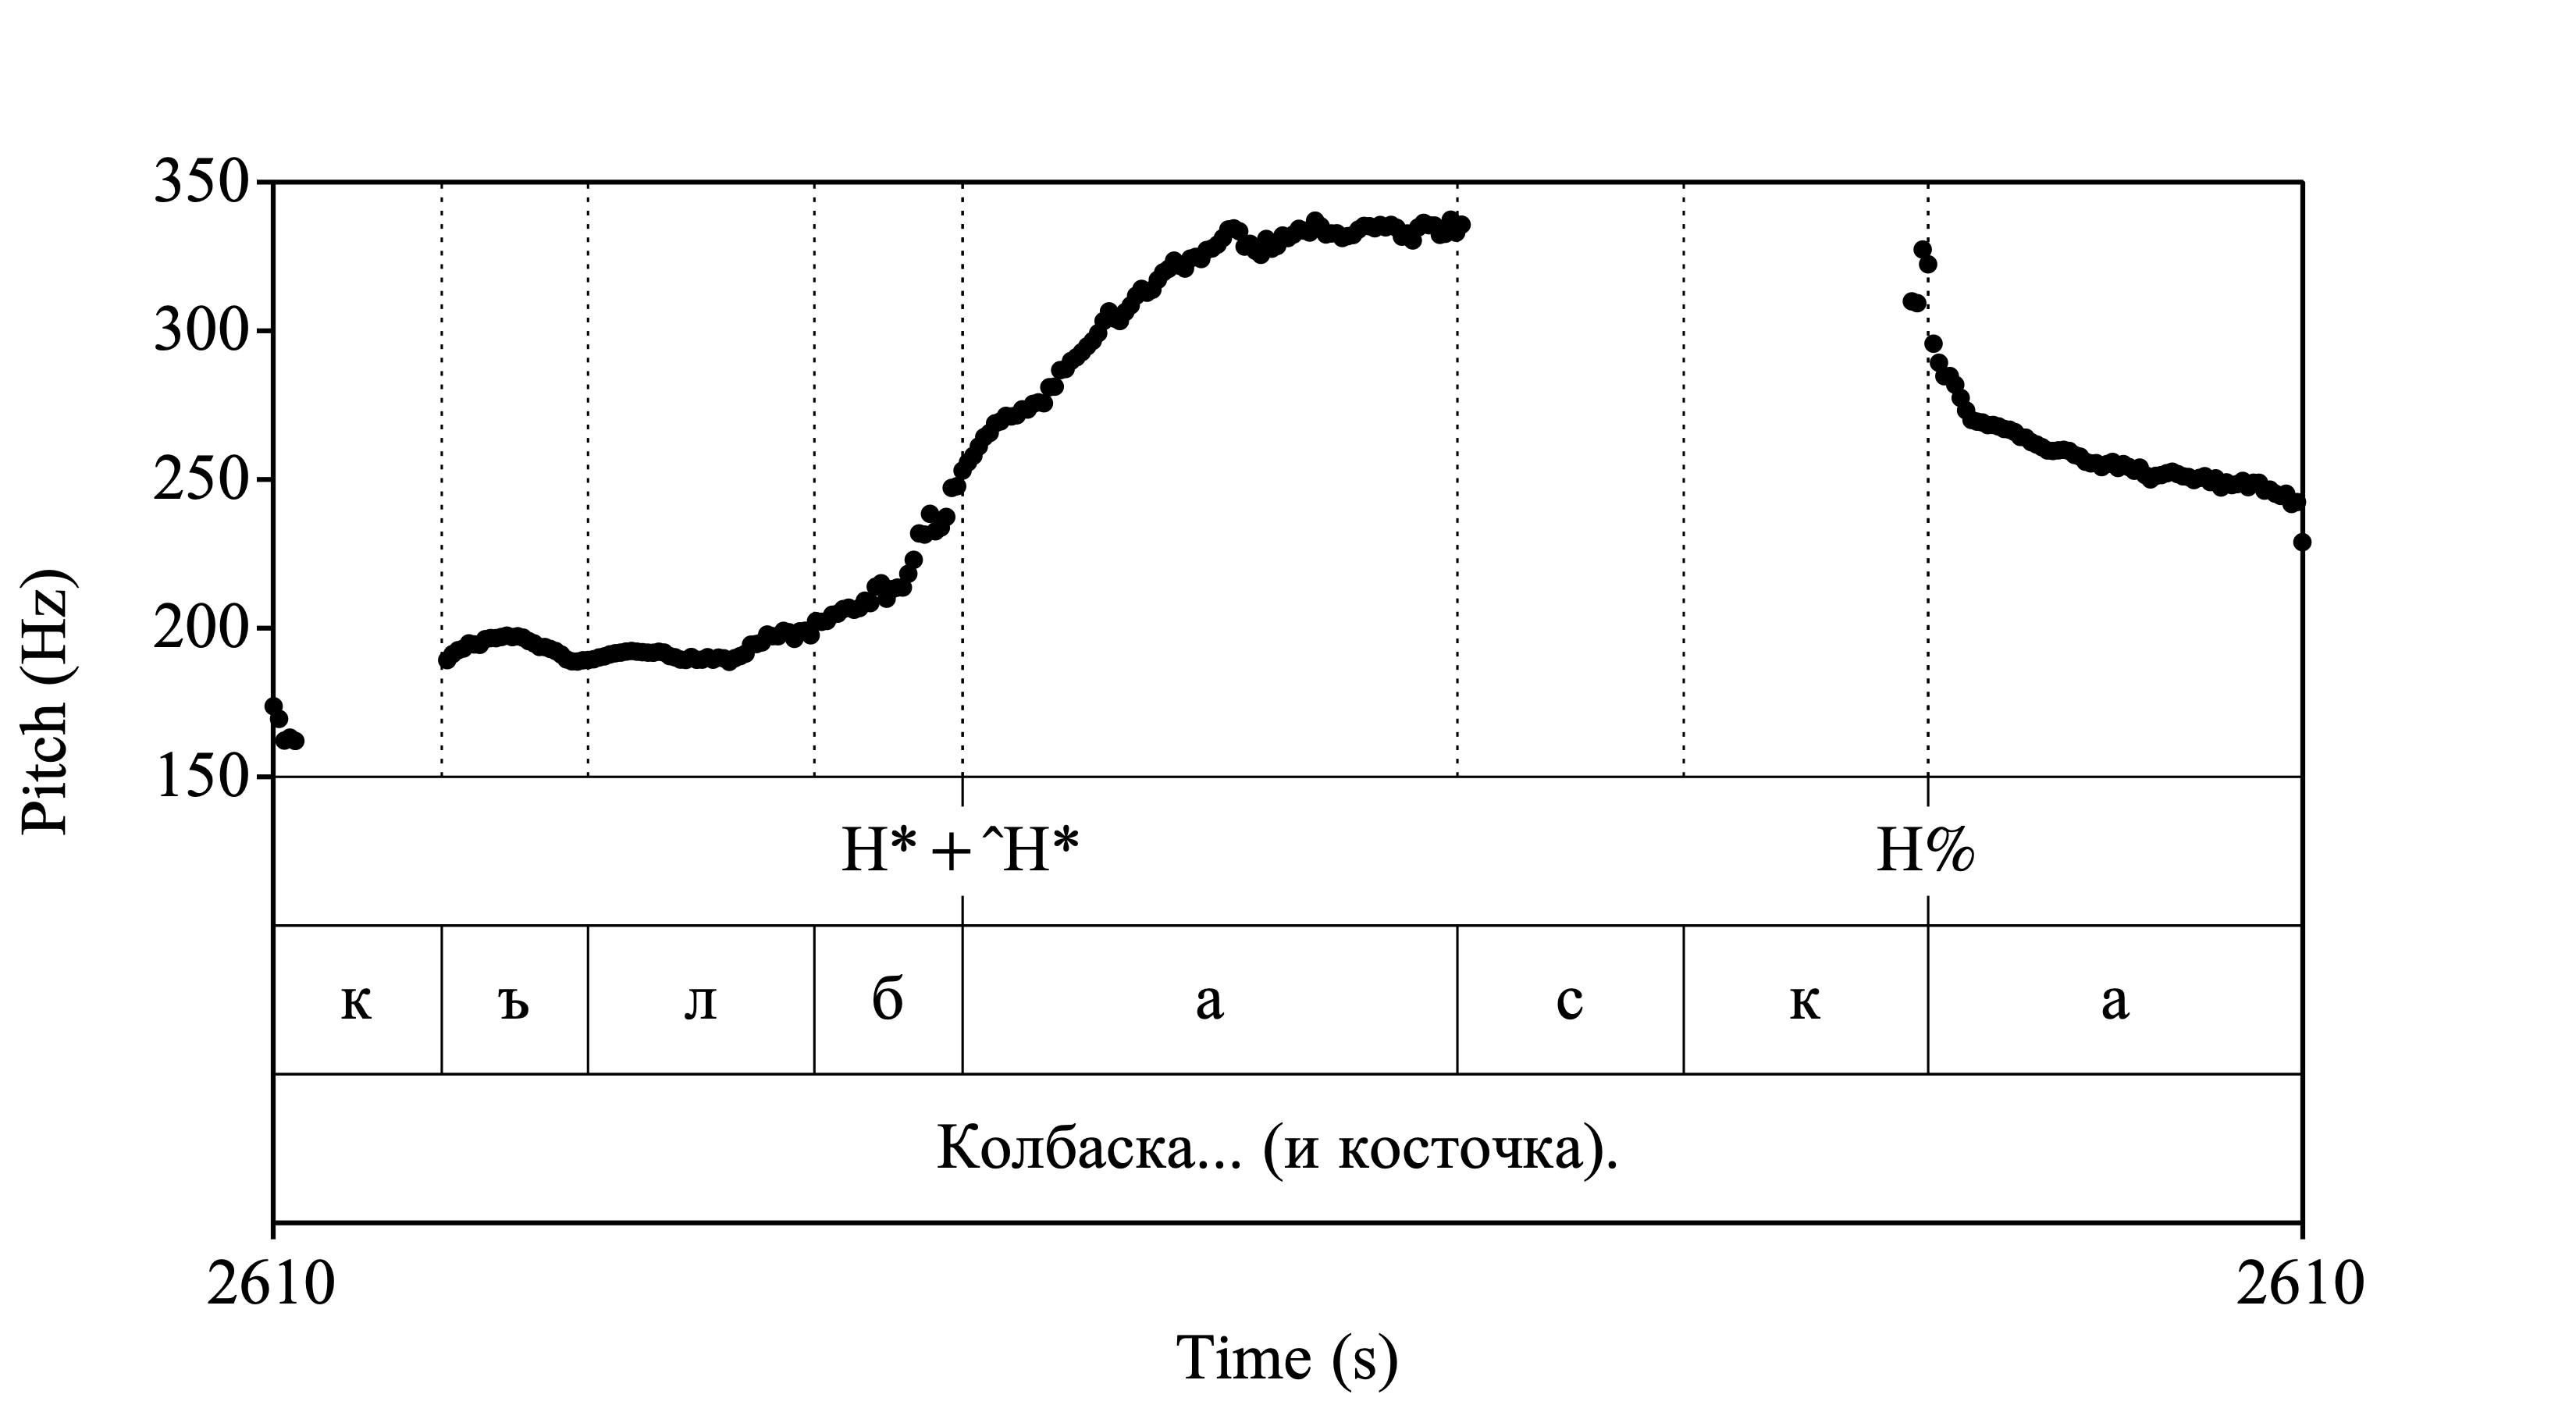 350
300
250
200
150
Pitch (Hz)
H* + ^H* H%
к ъ л б а с к а
Колбаска... (и косточка).
2610 2610
Time (s)